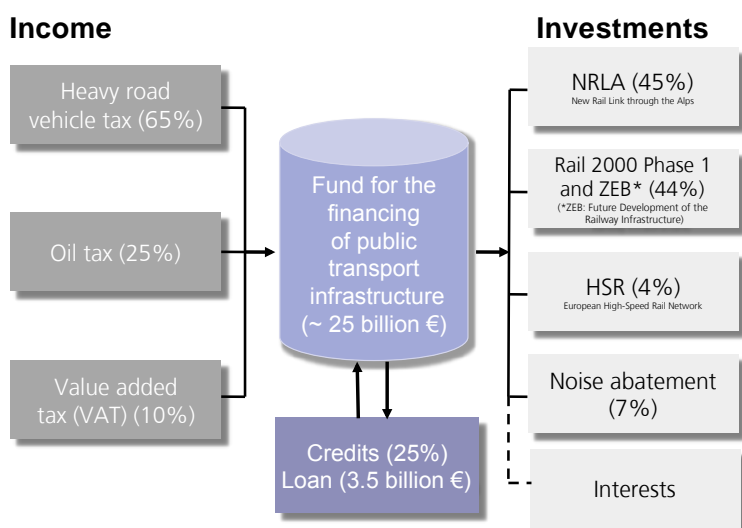 Income
Heavy road
vehicle tax (65%)
Oil tax (25%)
Value added
tax (VAT) (10%)
Fund for the
financing
of public
transport
infrastructure
(~ 25 billion €)
Credits (25%)
Loan (3.5 billion €)
Investments
NRLA (45%)
New Rail Link through the Alps
Rail 2000 Phase 1
and ZEB* (44%)
(*ZEB: Future Development of the
Railway Infrastructure)
HSR (4%)
European High-Speed Rail Network
Noise abatement
(7%)
Interests